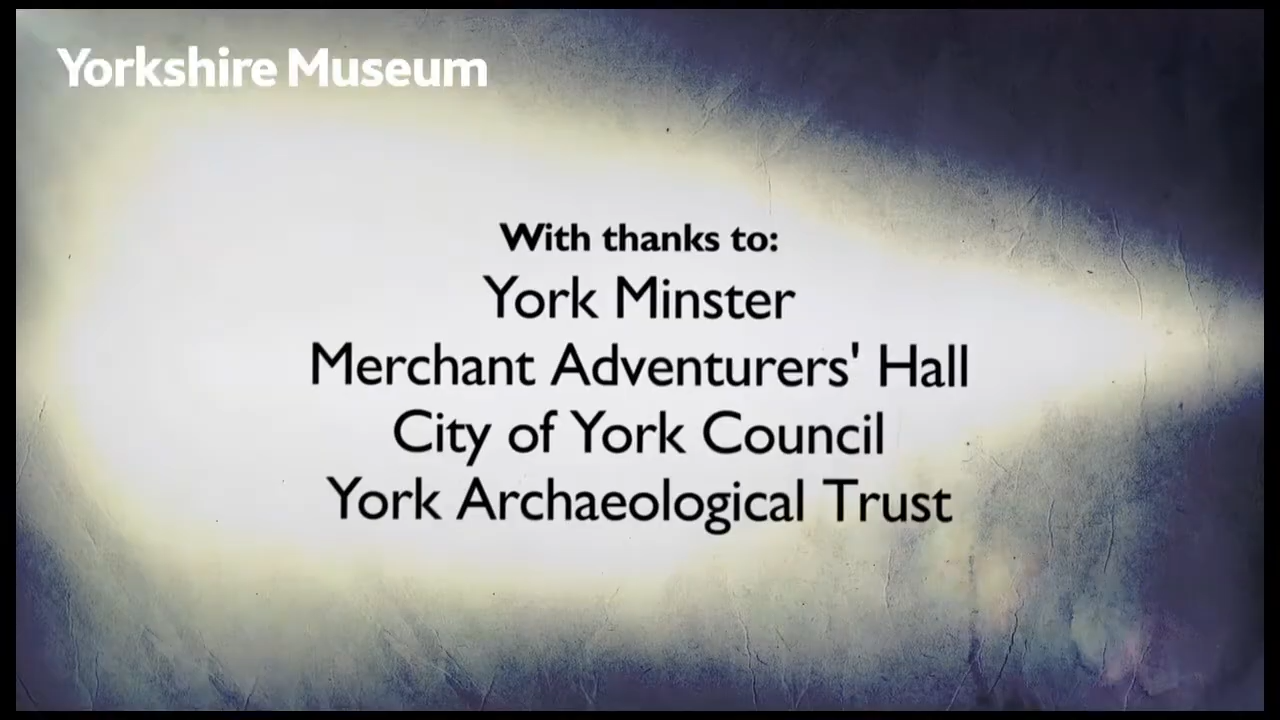 Yorkshire Museum
With thanks to:
York Minster
Merchant Adventurers' Hall
City of York Council
York Archaeological Trust